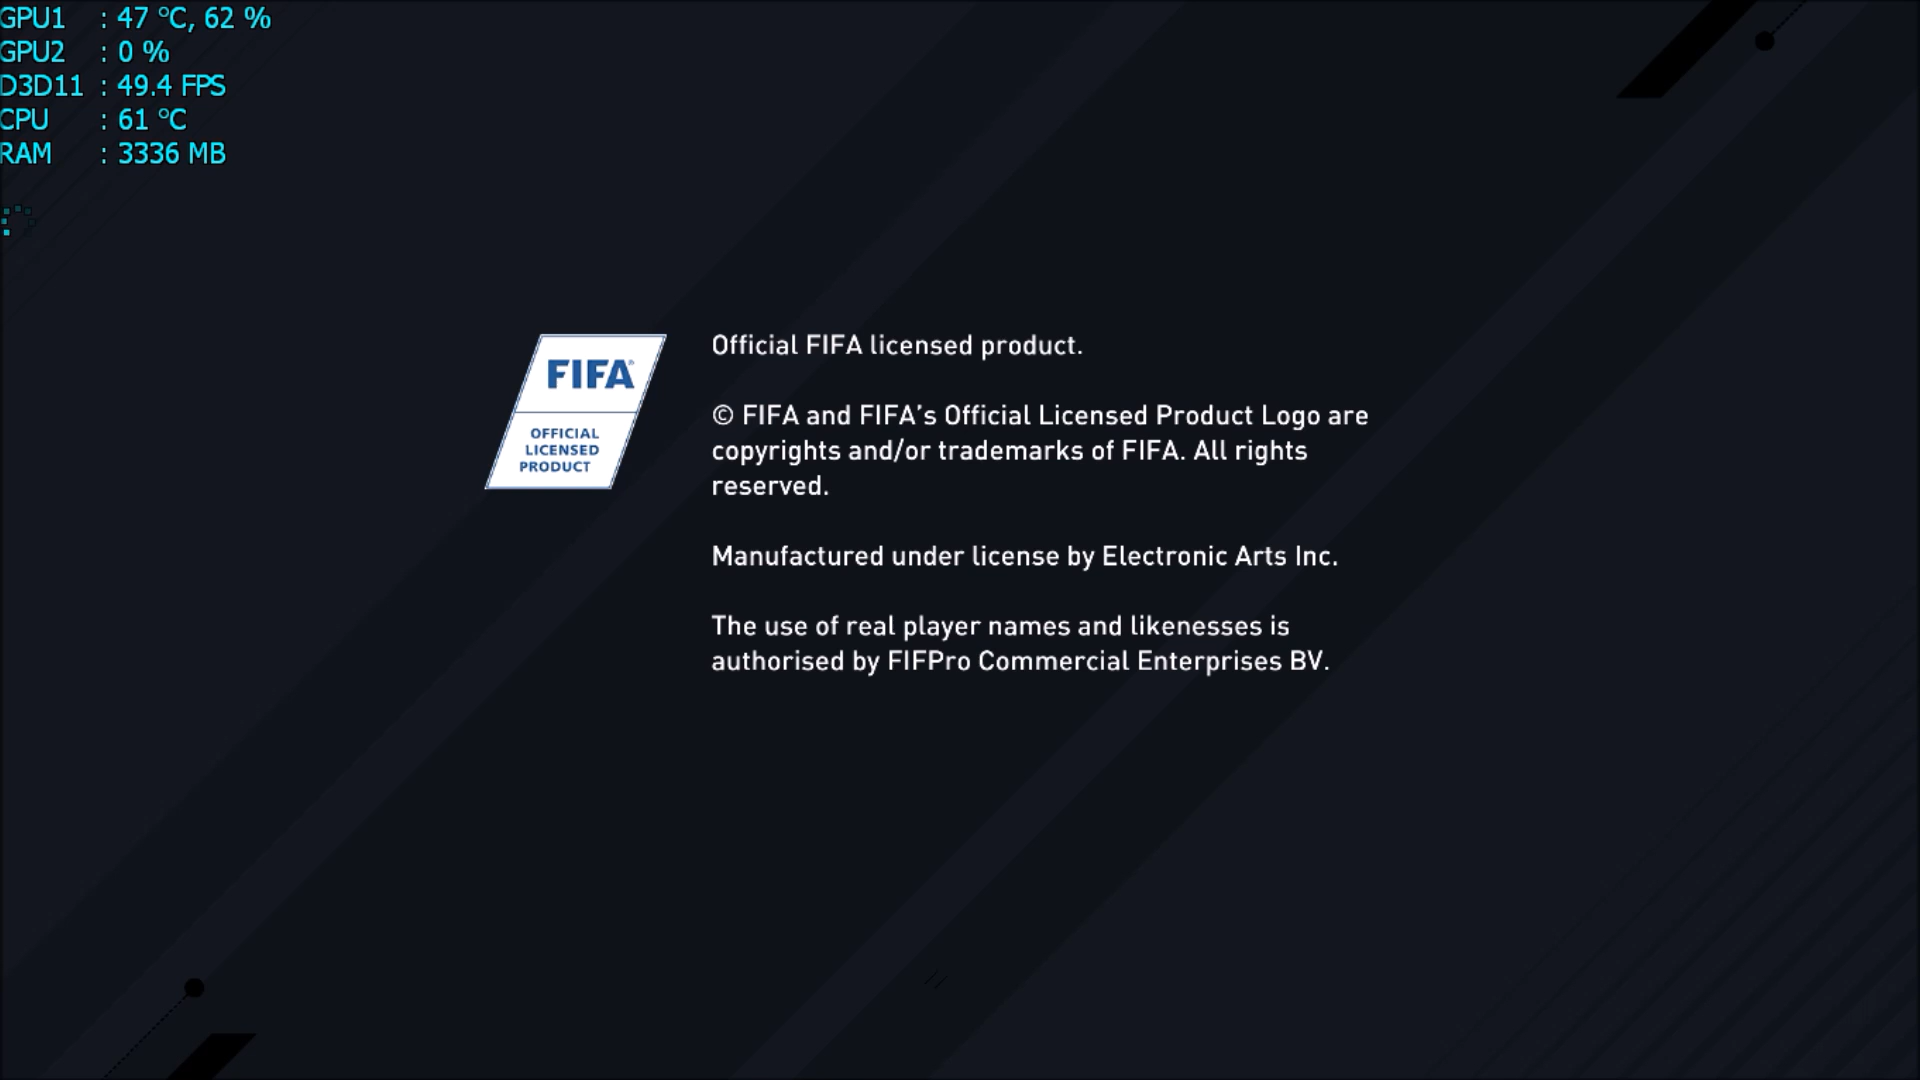 GPU1 : 47 °C, 62 %
GPU2 : 0 %
D3D11 : 49.4 FPS
CPU : 61 °C
RAM : 3336 MB
FIFA®
OFFICIAL
LICENSED
PRODUCT
Official FIFA licensed product.
© FIFA and FIFA's Official Licensed Product Logo are
copyrights and/or trademarks of FIFA. All rights
reserved.
Manufactured under license by Electronic Arts Inc.
The use of real player names and likenesses is
authorised by FIFPro Commercial Enterprises BV.